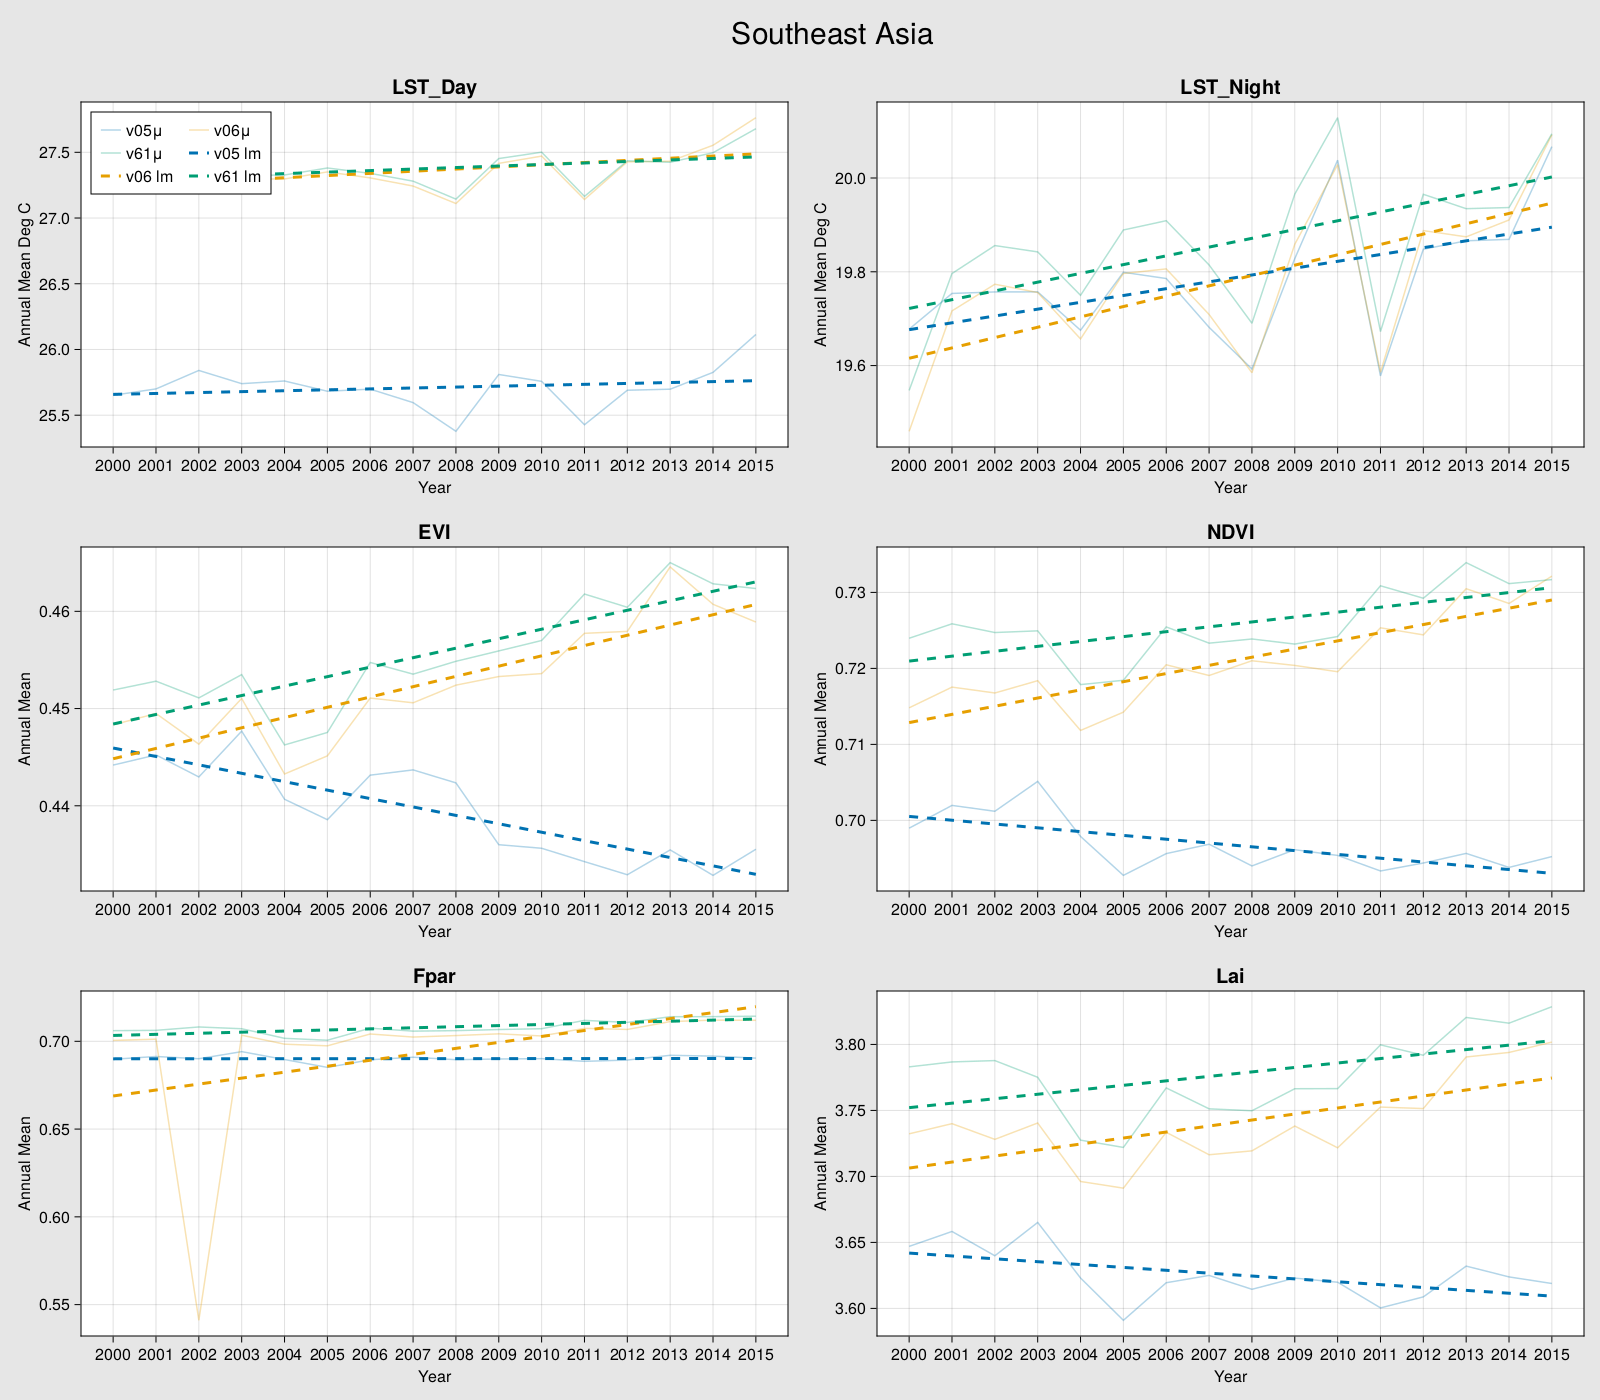 Southeast Asia
LST_Day
v05μ v06μ
v61μ v05 lm
v06 lm v61 lm
27.5
27.0
26.5
26.0
25.5
Annual Mean Deg C
2000 2001 2002 2003 2004 2005 2006 2007 2008 2009 2010 2011 2012 2013 2014 2015
Year
LST_Night
20.0
19.8
19.6
Annual Mean Deg C
2000 2001 2002 2003 2004 2005 2006 2007 2008 2009 2010 2011 2012 2013 2014 2015
Year
EVI
0.46
0.45
0.44
Annual Mean
2000 2001 2002 2003 2004 2005 2006 2007 2008 2009 2010 2011 2012 2013 2014 2015
Year
NDVI
0.73
0.72
0.71
0.70
Annual Mean
2000 2001 2002 2003 2004 2005 2006 2007 2008 2009 2010 2011 2012 2013 2014 2015
Year
Fpar
0.70
0.65
0.60
0.55
Annual Mean
2000 2001 2002 2003 2004 2005 2006 2007 2008 2009 2010 2011 2012 2013 2014 2015
Year
Lai
3.80
3.75
3.70
3.65
3.60
Annual Mean
2000 2001 2002 2003 2004 2005 2006 2007 2008 2009 2010 2011 2012 2013 2014 2015
Year